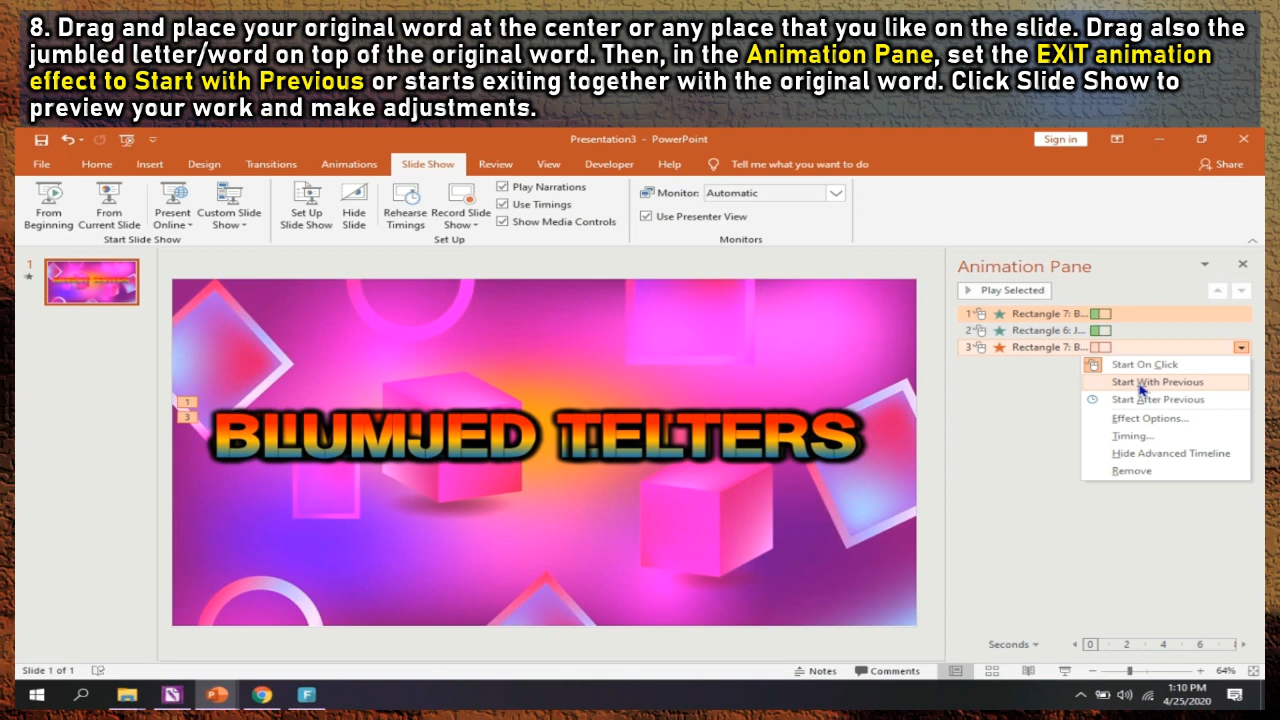 8. Drag and place your original word at the center or any place that you like on the slide. Drag also the
jumbled letter/word on top of the original word. Then, in the Animation Pane, set the EXIT animation
effect to Start with Previous or starts exiting together with the original word. Click Slide Show to
preview your work and make adjustments.
Presentation3 - PowerPoint
Sign in
File Home Insert Design Transitions Animations Slide Show Review View Developer Help Tell me what you want to do Share
From Beginning
From Current Slide
Present Online
Custom Slide Show
Set Up Slide Show
Hide Slide
Rehearse Timings
Record Slide Show
Play Narrations
Use Timings
Show Media Controls
Monitor: Automatic
Use Presenter View
Start Slide Show
Set Up
Monitors
1
Animation Pane
Play Selected
1 Rectangle 7: B...
2 Rectangle 6: J...
3 Rectangle 7: B...
Start On Click
Start With Previous
Start After Previous
Effect Options...
Timing...
Hide Advanced Timeline
Remove
1
3
TELTERS
Seconds 0 2 4 6
Slide 1 of 1
Notes Comments 64%
1:10 PM
4/25/2020